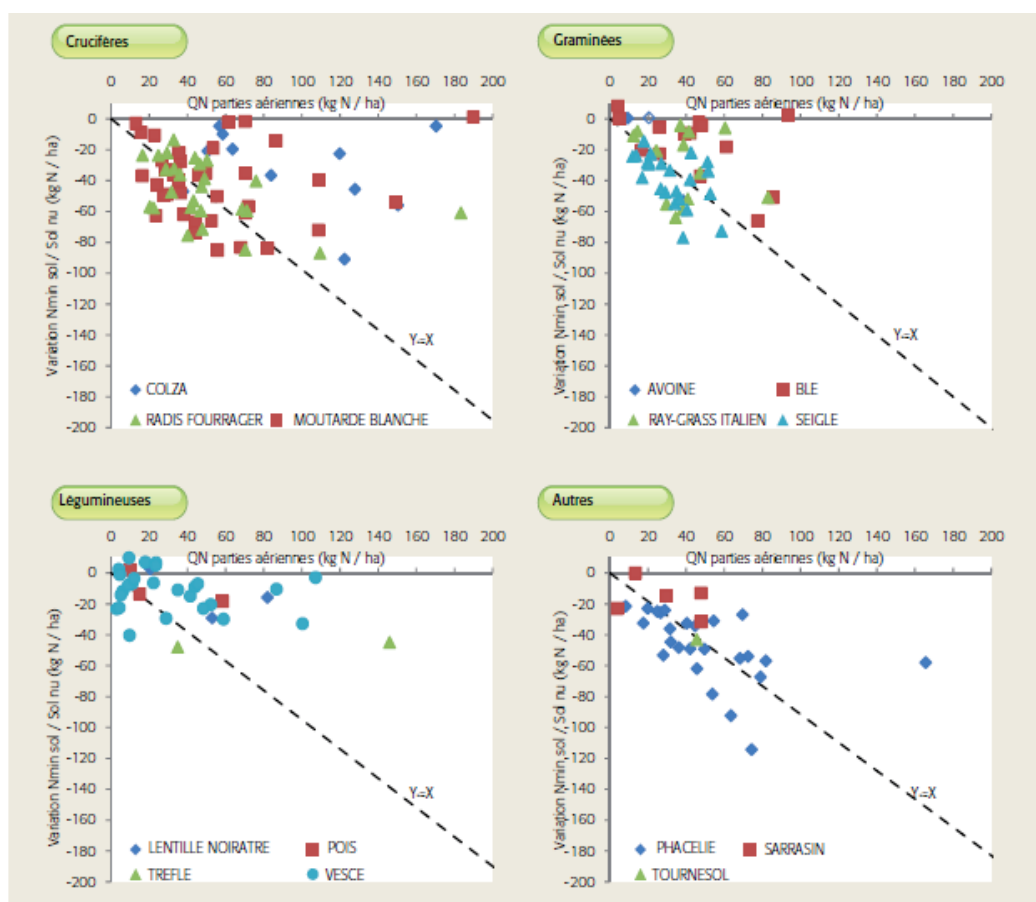 Crucifères
0 20 40 60 80 100 120 140 160 180 200
QN parties aériennes (kg N / ha)
0
-20
-40
-60
-80
-100
-120
-140
-160
-180
-200
Variation Nmin sol / Sol nu (kg N / ha)
Y=X
COLZA
RADIS FOURRAGER
MOUTARDE BLANCHE
Graminées
0 20 40 60 80 100 120 140 160 180 200
QN parties aériennes (kg N / ha)
0
-20
-40
-60
-80
-100
-120
-140
-160
-180
-200
Variation Nmin sol / Sol nu (kg N / ha)
Y=X
AVOINE
BLE
RAY-GRASS ITALIEN
SEIGLE
Légumineuses
0 20 40 60 80 100 120 140 160 180 200
QN parties aériennes (kg N / ha)
0
-20
-40
-60
-80
-100
-120
-140
-160
-180
-200
Variation Nmin sol / Sol nu (kg N / ha)
Y=X
LENTILLE NOIRATRE
POIS
TREFLE
VESCE
Autres
0 20 40 60 80 100 120 140 160 180 200
QN parties aériennes (kg N / ha)
0
-20
-40
-60
-80
-100
-120
-140
-160
-180
-200
Variation Nmin sol / Sol nu (kg N / ha)
Y=X
PHACELIE
SARRASIN
TOURNESOL